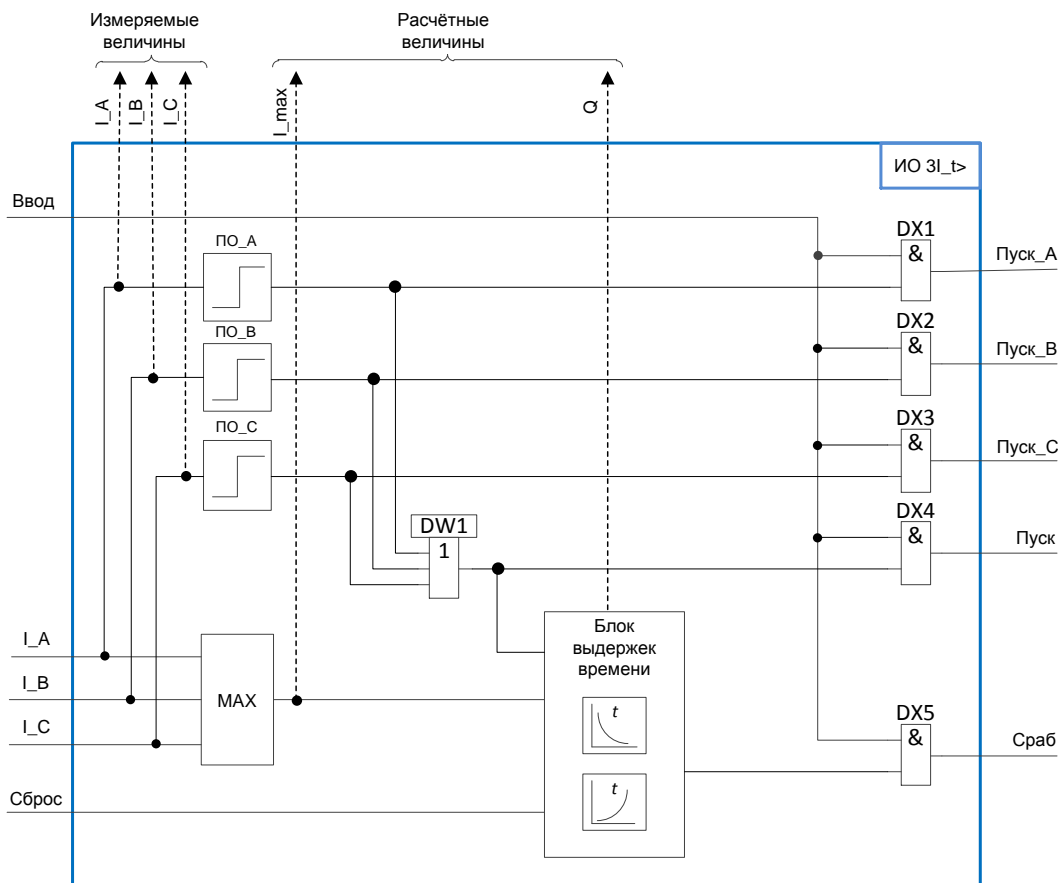 Измеряемые
величины
Расчётные
величины
I_A
I_B
I_C
I_max
Q
ИО 3I_t>
Ввод
ПО_А
DX1
&
Пуск_А
ПО_В
DX2
&
Пуск_В
ПО_С
DX3
&
Пуск_С
DW1
1
DX4
&
Пуск
Блок
выдержек
времени
I_A
I_B
I_C
MAX
t
t
DX5
&
Сраб
Сброс